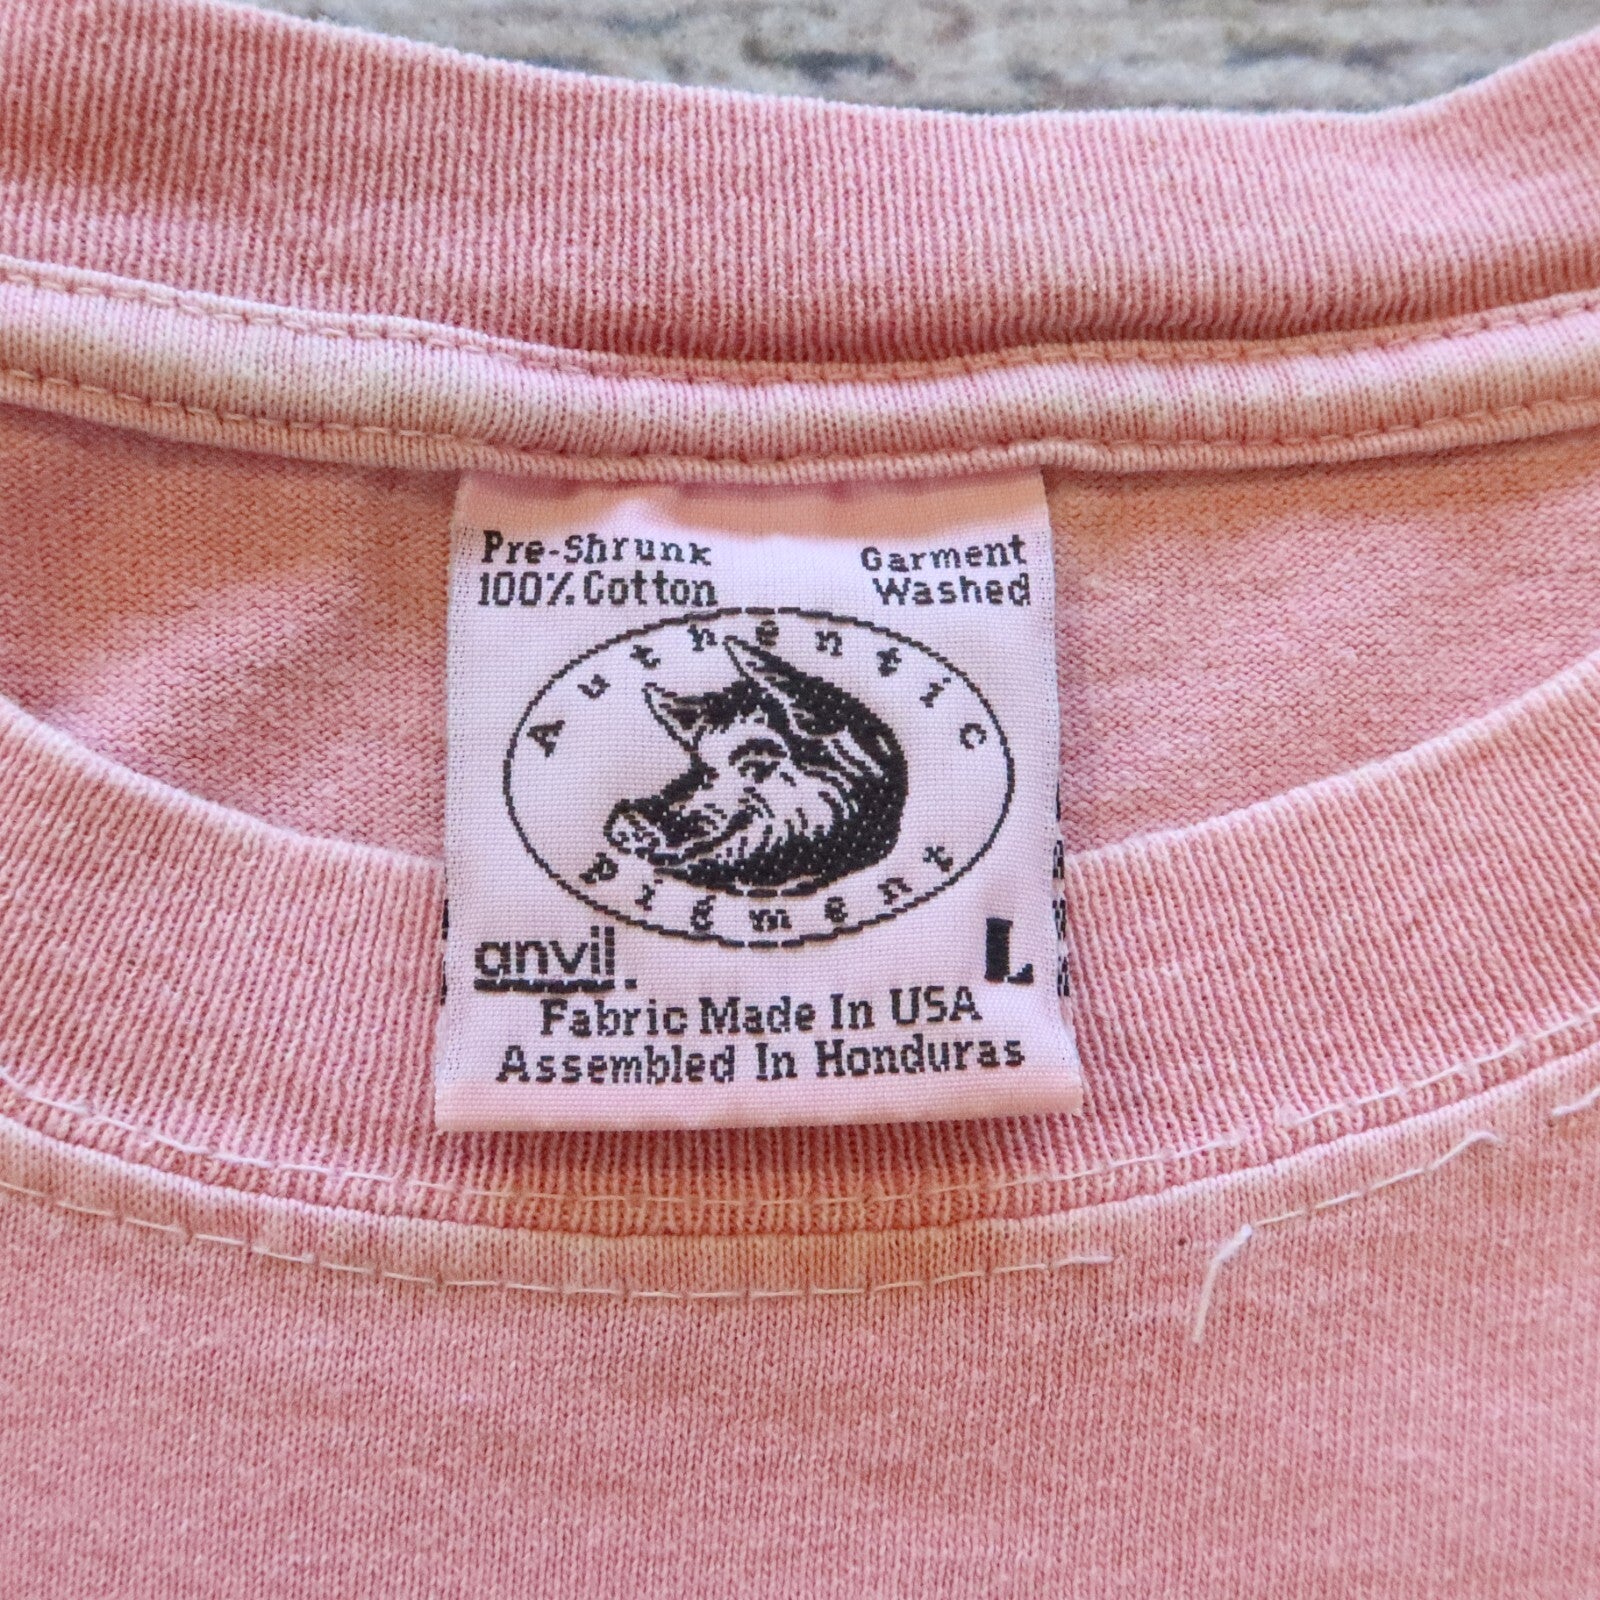 Pre-Shrunk
100% Cotton
Garment
Washed
Authentic
Pigment
anvil.
L
Fabric Made In USA
Assembled In Honduras